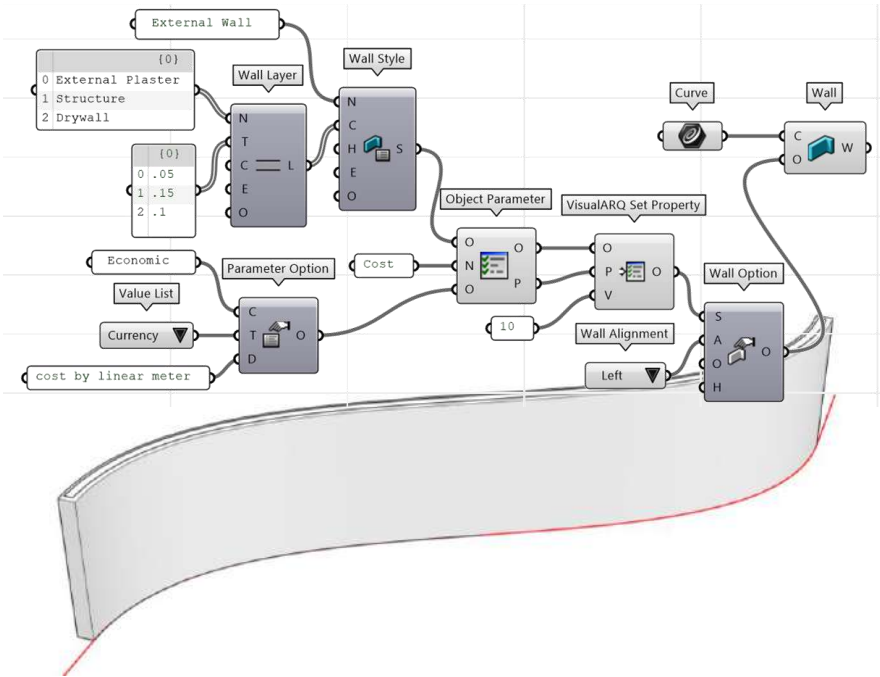 External Wall
{0}
0 External Plaster
1 Structure
2 Drywall
Wall Layer
N
T
C
E
O
L
Wall Style
N
C
H
E
O
S
{0}
0 .05
1 .15
2 .1
Curve
Wall
C
O
W
Object Parameter
O
N
O
O
P
VisualARQ Set Property
O
P
V
O
Economic
Cost
Parameter Option
C
T
D
O
Value List
Currency
cost by linear meter
10
Wall Alignment
Left
Wall Option
S
A
O
H
O